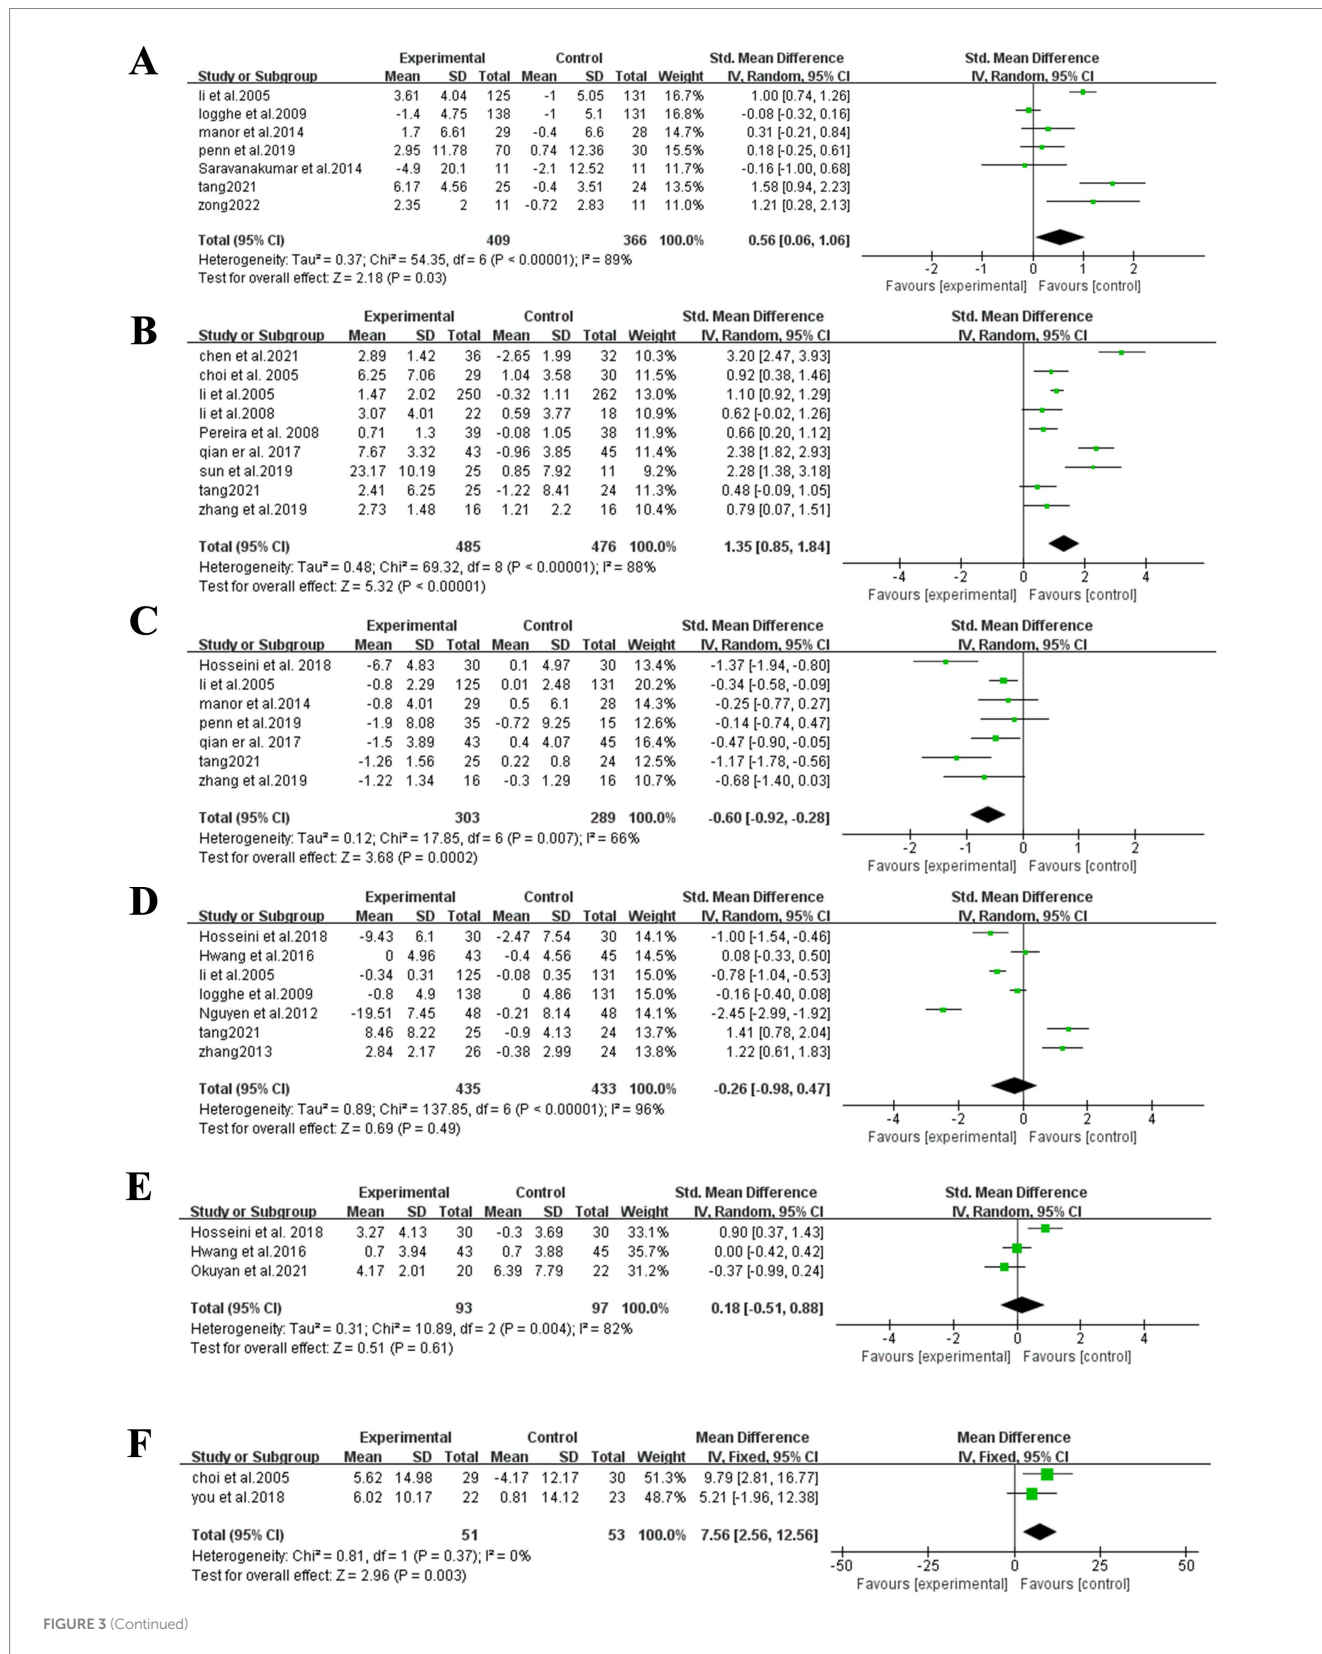 A
Experimental Control Std. Mean Difference Std. Mean Difference
Study or Subgroup Mean SD Total Mean SD Total Weight IV, Random, 95% CI IV, Random, 95% CI
li et al.2005 3.61 4.04 125 -1 5.05 131 16.7% 1.00 [0.74, 1.26]
logghe et al.2009 -1.4 4.75 138 -1 5.1 131 16.8% -0.08 [-0.32, 0.16]
manor et al.2014 1.7 6.61 29 -0.4 6.6 28 14.7% 0.31 [-0.21, 0.84]
penn et al.2019 2.95 11.78 70 0.74 12.36 30 15.5% 0.18 [-0.25, 0.61]
Saravanakumar et al.2014 -4.9 20.1 11 -2.1 12.52 11 11.7% -0.16 [-1.00, 0.68]
tang2021 6.17 4.56 25 -0.4 3.51 24 13.5% 1.58 [0.94, 2.23]
zong2022 2.35 2 11 -0.72 2.83 11 11.0% 1.21 [0.28, 2.13]
Total (95% CI) 409 366 100.0% 0.56 [0.06, 1.06]
Heterogeneity: Tau² = 0.37; Chi² = 54.35, df = 6 (P < 0.00001); I² = 89%
Test for overall effect: Z = 2.18 (P = 0.03)
-2 -1 0 1 2
Favours [experimental] Favours [control]
B
Experimental Control Std. Mean Difference Std. Mean Difference
Study or Subgroup Mean SD Total Mean SD Total Weight IV, Random, 95% CI IV, Random, 95% CI
chen et al.2021 2.89 1.42 36 -2.65 1.99 32 10.3% 3.20 [2.47, 3.93]
choi et al. 2005 6.25 7.06 29 1.04 3.58 30 11.5% 0.92 [0.38, 1.46]
li et al.2005 1.47 2.02 250 -0.32 1.11 262 13.0% 1.10 [0.92, 1.29]
li et al.2008 3.07 4.01 22 0.59 3.77 18 10.9% 0.62 [-0.02, 1.26]
Pereira et al. 2008 0.71 1.3 39 -0.08 1.05 38 11.9% 0.66 [0.20, 1.12]
qian er al. 2017 7.67 3.32 43 -0.96 3.85 45 11.4% 2.38 [1.82, 2.93]
sun et al.2019 23.17 10.19 25 0.85 7.92 11 9.2% 2.28 [1.38, 3.18]
tang2021 2.41 6.25 25 -1.22 8.41 24 11.3% 0.48 [-0.09, 1.05]
zhang et al.2019 2.73 1.48 16 1.21 2.2 16 10.4% 0.79 [0.07, 1.51]
Total (95% CI) 485 476 100.0% 1.35 [0.85, 1.84]
Heterogeneity: Tau² = 0.48; Chi² = 69.32, df = 8 (P < 0.00001); I² = 88%
Test for overall effect: Z = 5.32 (P < 0.00001)
-4 -2 0 2 4
Favours [experimental] Favours [control]
C
Experimental Control Std. Mean Difference Std. Mean Difference
Study or Subgroup Mean SD Total Mean SD Total Weight IV, Random, 95% CI IV, Random, 95% CI
Hosseini et al. 2018 -6.7 4.83 30 0.1 4.97 30 13.4% -1.37 [-1.94, -0.80]
li et al.2005 -0.8 2.29 125 0.01 2.48 131 20.2% -0.34 [-0.58, -0.09]
manor et al.2014 -0.8 4.01 29 0.5 6.1 28 14.3% -0.25 [-0.77, 0.27]
penn et al.2019 -1.9 8.08 35 -0.72 9.25 15 12.6% -0.14 [-0.74, 0.47]
qian er al. 2017 -1.5 3.89 43 0.4 4.07 45 16.4% -0.47 [-0.90, -0.05]
tang2021 -1.26 1.56 25 0.22 0.8 24 12.5% -1.17 [-1.78, -0.56]
zhang et al.2019 -1.22 1.34 16 -0.3 1.29 16 10.7% -0.68 [-1.40, 0.03]
Total (95% CI) 303 289 100.0% -0.60 [-0.92, -0.28]
Heterogeneity: Tau² = 0.12; Chi² = 17.85, df = 6 (P = 0.007); I² = 66%
Test for overall effect: Z = 3.68 (P = 0.0002)
-2 -1 0 1 2
Favours [experimental] Favours [control]
D
Experimental Control Std. Mean Difference Std. Mean Difference
Study or Subgroup Mean SD Total Mean SD Total Weight IV, Random, 95% CI IV, Random, 95% CI
Hosseini et al.2018 -9.43 6.1 30 -2.47 7.54 30 14.1% -1.00 [-1.54, -0.46]
Hwang et al.2016 0 4.96 43 -0.4 4.56 45 14.5% 0.08 [-0.33, 0.50]
li et al.2005 -0.34 0.31 125 -0.08 0.35 131 15.0% -0.78 [-1.04, -0.53]
logghe et al.2009 -0.8 4.9 138 0 4.86 131 15.0% -0.16 [-0.40, 0.08]
Nguyen et al.2012 -19.51 7.45 48 -0.21 8.14 48 14.1% -2.45 [-2.99, -1.92]
tang2021 8.46 8.22 25 -0.9 4.13 24 13.7% 1.41 [0.78, 2.04]
zhang2013 2.84 2.17 26 -0.38 2.99 24 13.8% 1.22 [0.61, 1.83]
Total (95% CI) 435 433 100.0% -0.26 [-0.98, 0.47]
Heterogeneity: Tau² = 0.89; Chi² = 137.85, df = 6 (P < 0.00001); I² = 96%
Test for overall effect: Z = 0.69 (P = 0.49)
-4 -2 0 2 4
Favours [experimental] Favours [control]
E
Experimental Control Std. Mean Difference Std. Mean Difference
Study or Subgroup Mean SD Total Mean SD Total Weight IV, Random, 95% CI IV, Random, 95% CI
Hosseini et al. 2018 3.27 4.13 30 -0.3 3.69 30 33.1% 0.90 [0.37, 1.43]
Hwang et al.2016 0.7 3.94 43 0.7 3.88 45 35.7% 0.00 [-0.42, 0.42]
Okuyan et al.2021 4.17 2.01 20 6.39 7.79 22 31.2% -0.37 [-0.99, 0.24]
Total (95% CI) 93 97 100.0% 0.18 [-0.51, 0.88]
Heterogeneity: Tau² = 0.31; Chi² = 10.89, df = 2 (P = 0.004); I² = 82%
Test for overall effect: Z = 0.51 (P = 0.61)
-4 -2 0 2 4
Favours [experimental] Favours [control]
F
Experimental Control Mean Difference Mean Difference
Study or Subgroup Mean SD Total Mean SD Total Weight IV, Fixed, 95% CI IV, Fixed, 95% CI
choi et al.2005 5.62 14.98 29 -4.17 12.17 30 51.3% 9.79 [2.81, 16.77]
you et al.2018 6.02 10.17 22 0.81 14.12 23 48.7% 5.21 [-1.96, 12.38]
Total (95% CI) 51 53 100.0% 7.56 [2.56, 12.56]
Heterogeneity: Chi² = 0.81, df = 1 (P = 0.37); I² = 0%
Test for overall effect: Z = 2.96 (P = 0.003)
-50 -25 0 25 50
Favours [experimental] Favours [control]
FIGURE 3 (Continued)